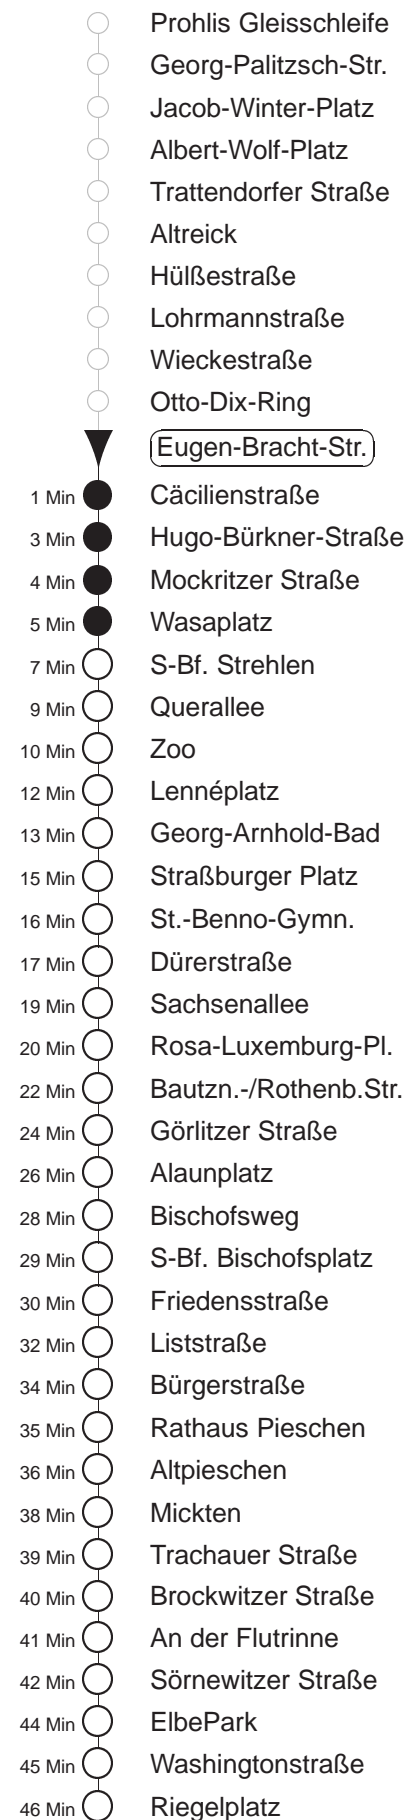 Prohlis Gleisschleife
Georg-Palitzsch-Str.
Jacob-Winter-Platz
Albert-Wolf-Platz
Trattendorfer Straße
Altreick
Hülßestraße
Lohrmannstraße
Wieckestraße
Otto-Dix-Ring
Eugen-Bracht-Str.
1 Min Cäcilienstraße
3 Min Hugo-Bürkner-Straße
4 Min Mockritzer Straße
5 Min Wasaplatz
7 Min S-Bf. Strehlen
9 Min Querallee
10 Min Zoo
12 Min Lennéplatz
13 Min Georg-Arnhold-Bad
15 Min Straßburger Platz
16 Min St.-Benno-Gymn.
17 Min Dürerstraße
19 Min Sachsenallee
20 Min Rosa-Luxemburg-Pl.
22 Min Bautzn.-/Rothenb.Str.
24 Min Görlitzer Straße
26 Min Alaunplatz
28 Min Bischofsweg
29 Min S-Bf. Bischofsplatz
30 Min Friedensstraße
32 Min Liststraße
34 Min Bürgerstraße
35 Min Rathaus Pieschen
36 Min Altpieschen
38 Min Mickten
39 Min Trachauer Straße
40 Min Brockwitzer Straße
41 Min An der Flutrinne
42 Min Sörnewitzer Straße
44 Min ElbePark
45 Min Washingtonstraße
46 Min Riegelplatz